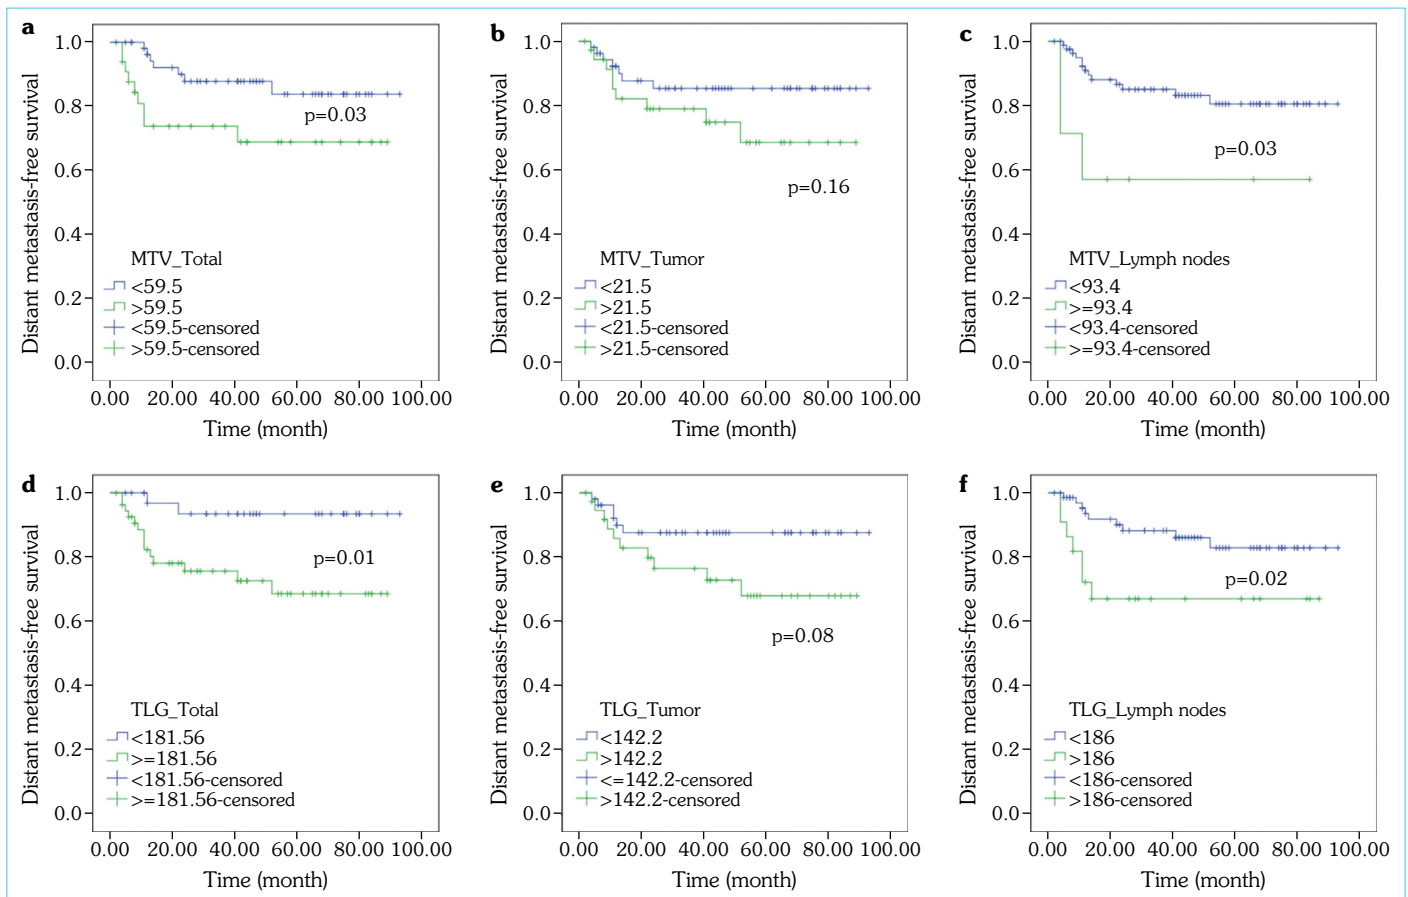 a
Distant metastasis-free survival
1.0
0.8
0.6
0.4
0.2
0.0
p=0.03
MTV_Total
<59.5
>59.5
<59.5-censored
>59.5-censored
0.00 20.00 40.00 60.00 80.00 100.00
Time (month)
b
Distant metastasis-free survival
1.0
0.8
0.6
0.4
0.2
0.0
p=0.16
MTV_Tumor
<21.5
>21.5
<21.5-censored
>21.5-censored
0.00 20.00 40.00 60.00 80.00 100.00
Time (month)
c
Distant metastasis-free survival
1.0
0.8
0.6
0.4
0.2
0.0
p=0.03
MTV_Lymph nodes
<93.4
>=93.4
<93.4-censored
>=93.4-censored
0.00 20.00 40.00 60.00 80.00 100.00
Time (month)
d
Distant metastasis-free survival
1.0
0.8
0.6
0.4
0.2
0.0
p=0.01
TLG_Total
<181.56
>=181.56
<181.56-censored
>=181.56-censored
0.00 20.00 40.00 60.00 80.00 100.00
Time (month)
e
Distant metastasis-free survival
1.0
0.8
0.6
0.4
0.2
0.0
p=0.08
TLG_Tumor
<142.2
>142.2
<=142.2-censored
>142.2-censored
0.00 20.00 40.00 60.00 80.00 100.00
Time (month)
f
Distant metastasis-free survival
1.0
0.8
0.6
0.4
0.2
0.0
p=0.02
TLG_Lymph nodes
<186
>186
<186-censored
>186-censored
0.00 20.00 40.00 60.00 80.00 100.00
Time (month)